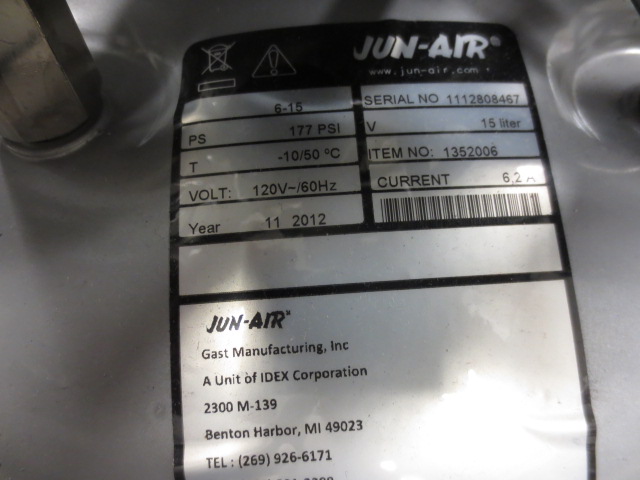 JUN-AIR®
www.jun-air.com
6-15
SERIAL NO 1112808467
PS 177 PSI
V 15 liter
T -10/50 ºC
ITEM NO: 1352006
VOLT: 120V~/60Hz
CURRENT 6,2 A
Year 11 2012
JUN-AIR®
Gast Manufacturing, Inc
A Unit of IDEX Corporation
2300 M-139
Benton Harbor, MI 49023
TEL : (269) 926-6171